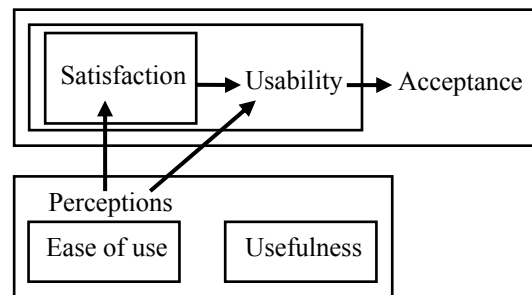 Satisfaction
Usability
Acceptance
Perceptions
Ease of use
Usefulness